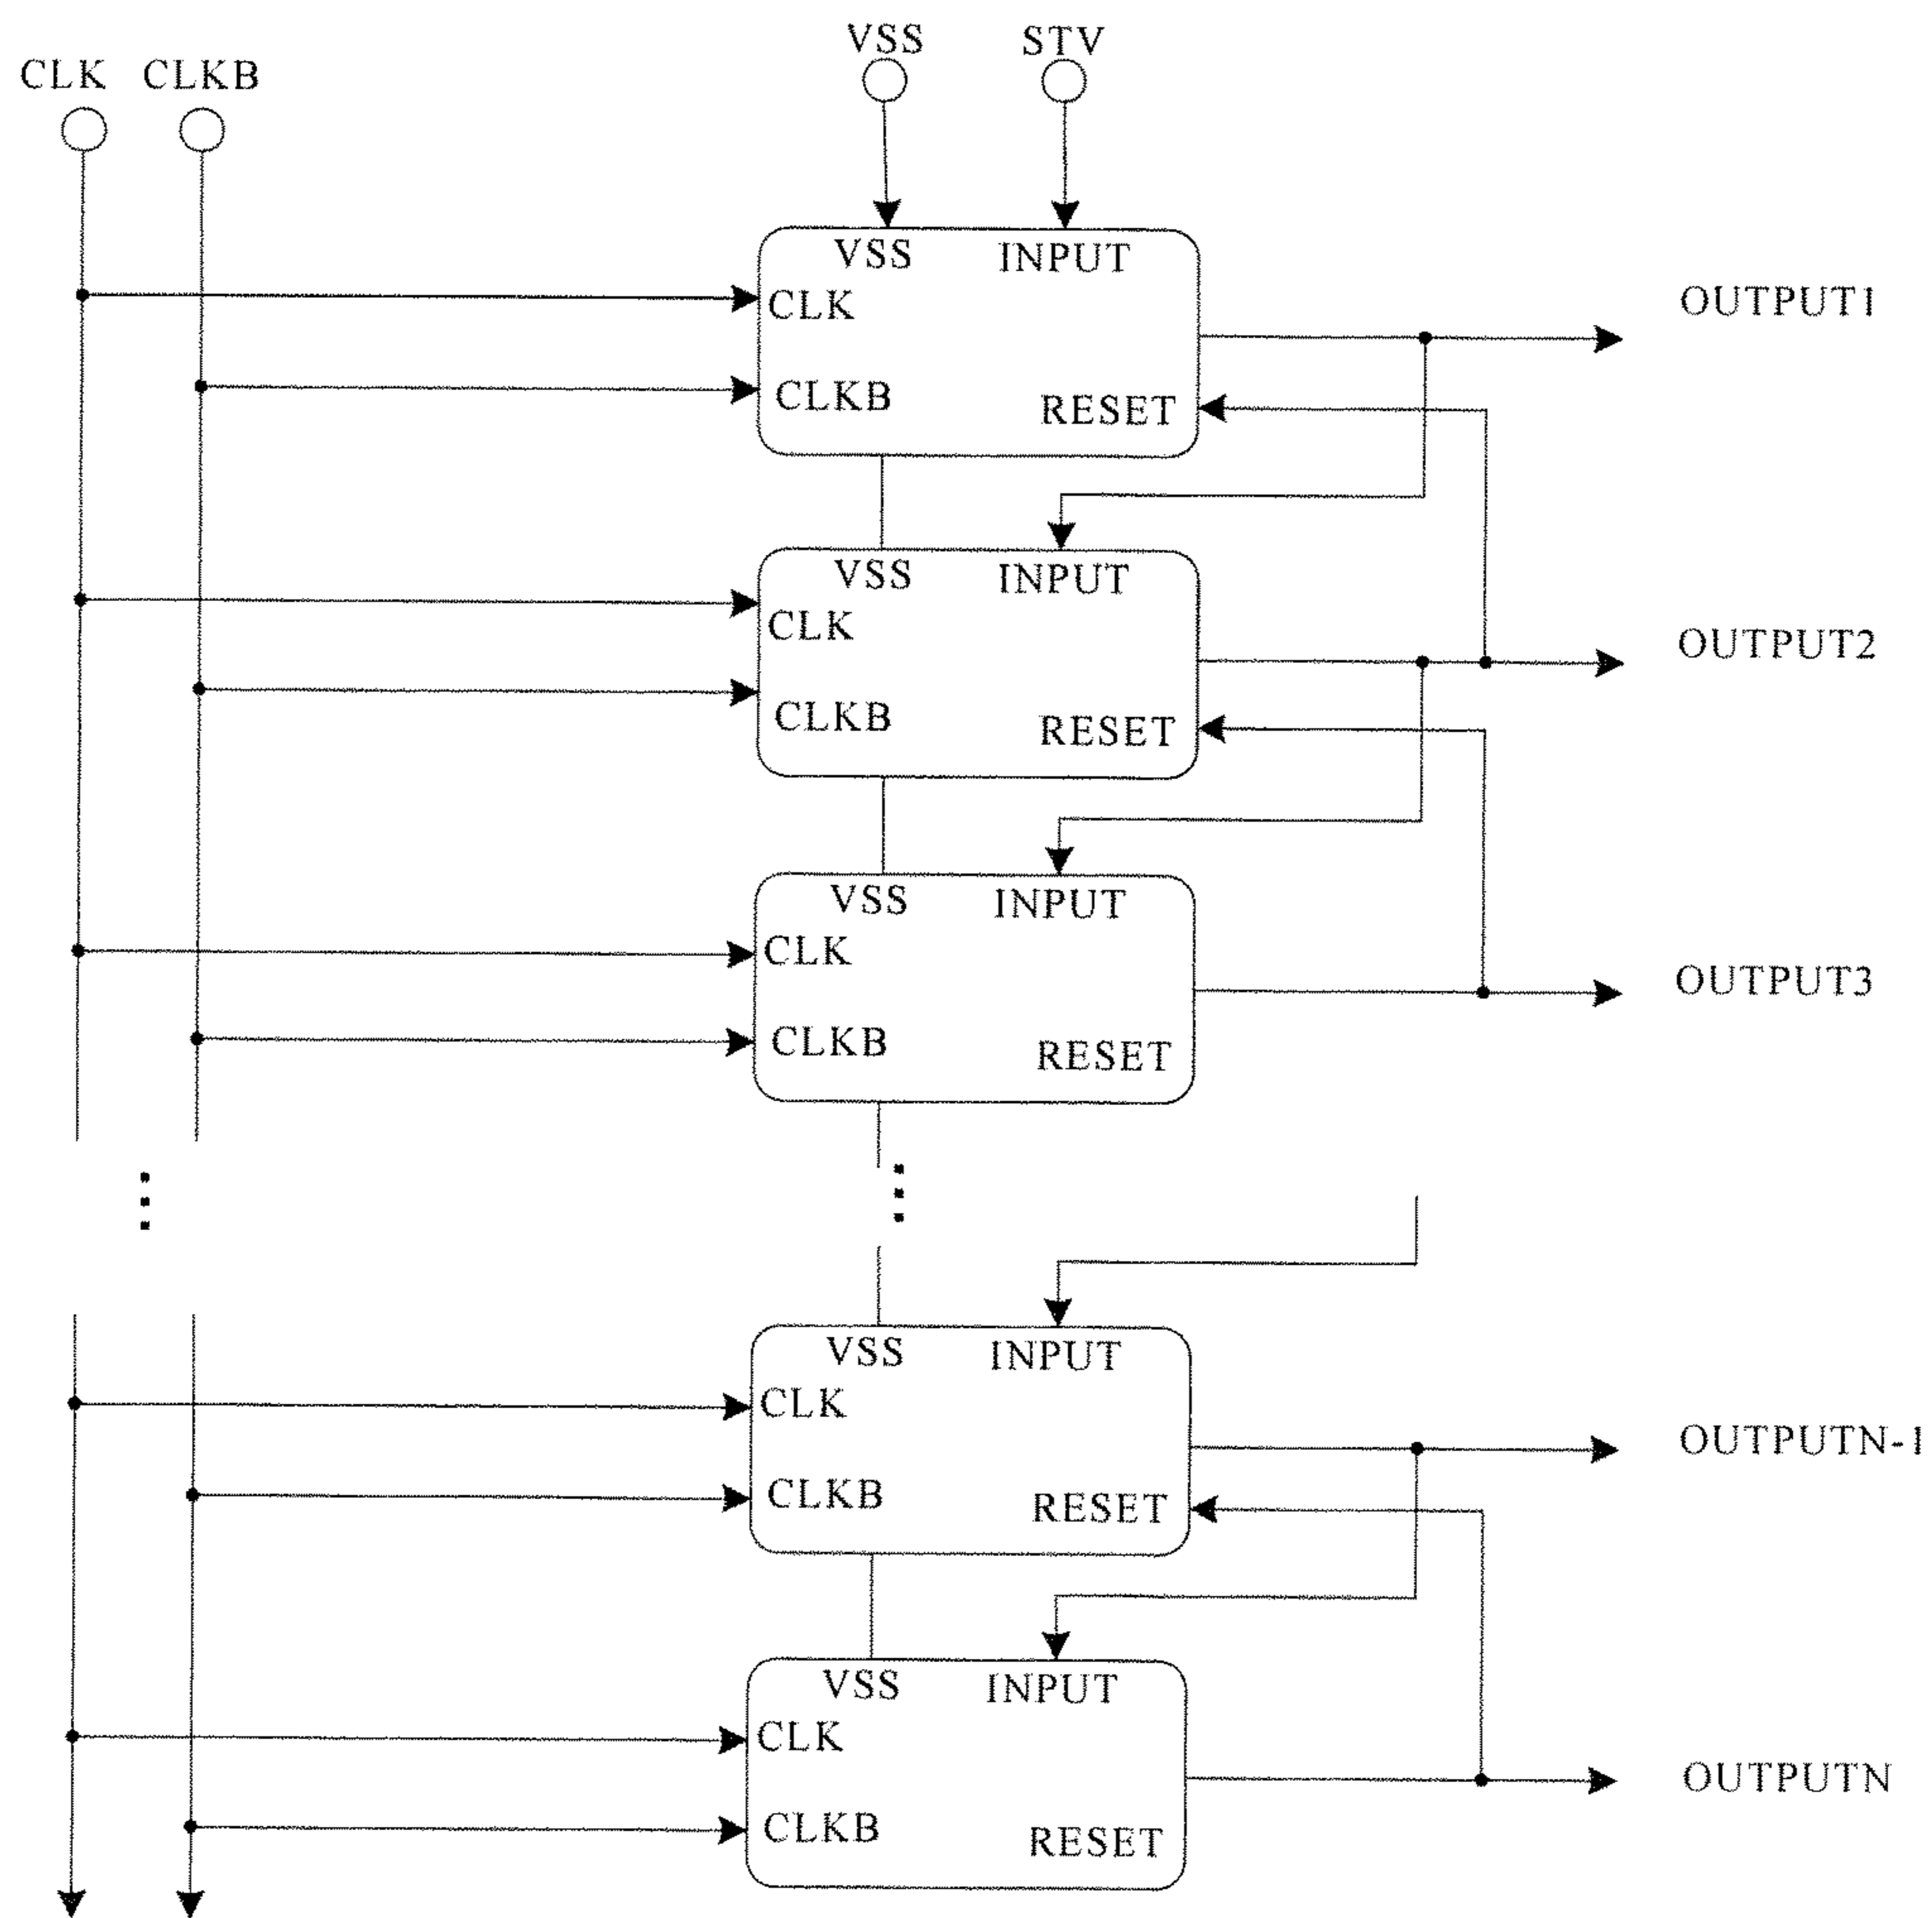 VSS STV
CLK CLKB
VSS INPUT
CLK
OUTPUT1
CLKB
RESET
VSS INPUT
CLK
OUTPUT2
CLKB
RESET
VSS INPUT
CLK
OUTPUT3
CLKB
RESET
VSS INPUT
CLK
OUTPUTN-1
CLKB
RESET
VSS INPUT
CLK
OUTPUTN
CLKB
RESET